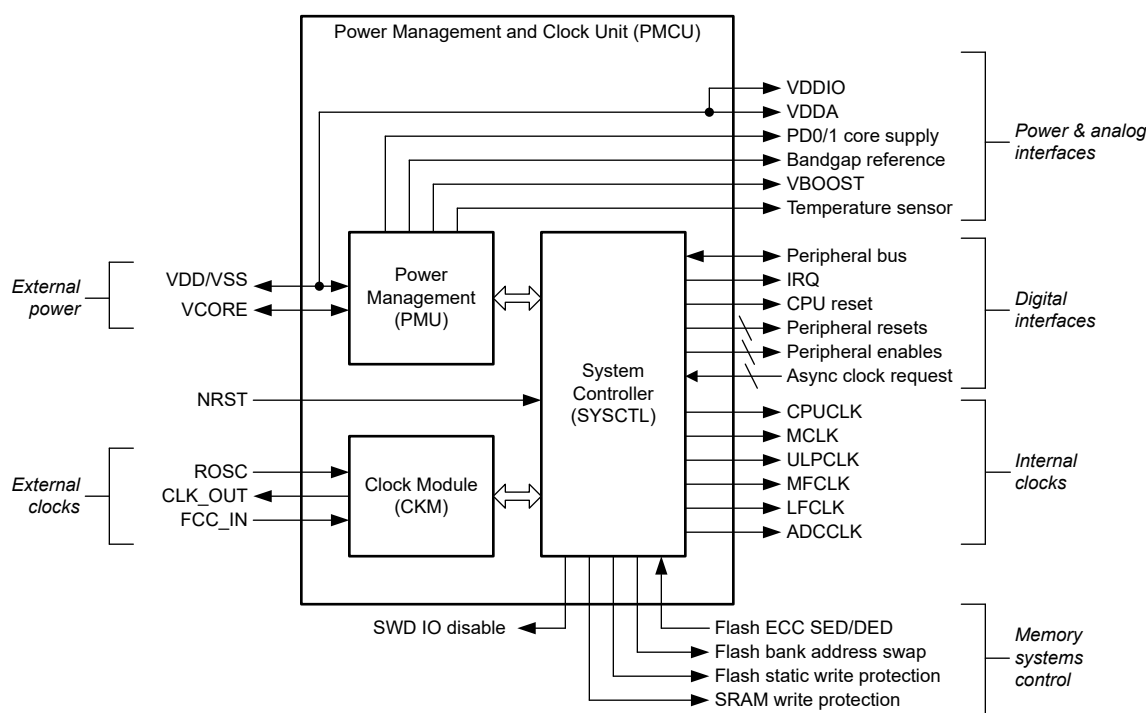 Power Management and Clock Unit (PMCU)
VDDIO
VDDA
PD0/1 core supply
Bandgap reference
VBOOST
Temperature sensor
Power & analog
interfaces
External
power
VDD/VSS
VCORE
Power
Management
(PMU)
Peripheral bus
IRQ
CPU reset
Peripheral resets
Peripheral enables
Async clock request
Digital
interfaces
NRST
System
Controller
(SYSCTL)
External
clocks
ROSC
CLK_OUT
FCC_IN
Clock Module
(CKM)
CPUCLK
MCLK
ULPCLK
MFCLK
LFCLK
ADCCLK
Internal
clocks
SWD IO disable
Flash ECC SED/DED
Flash bank address swap
Flash static write protection
SRAM write protection
Memory
systems
control